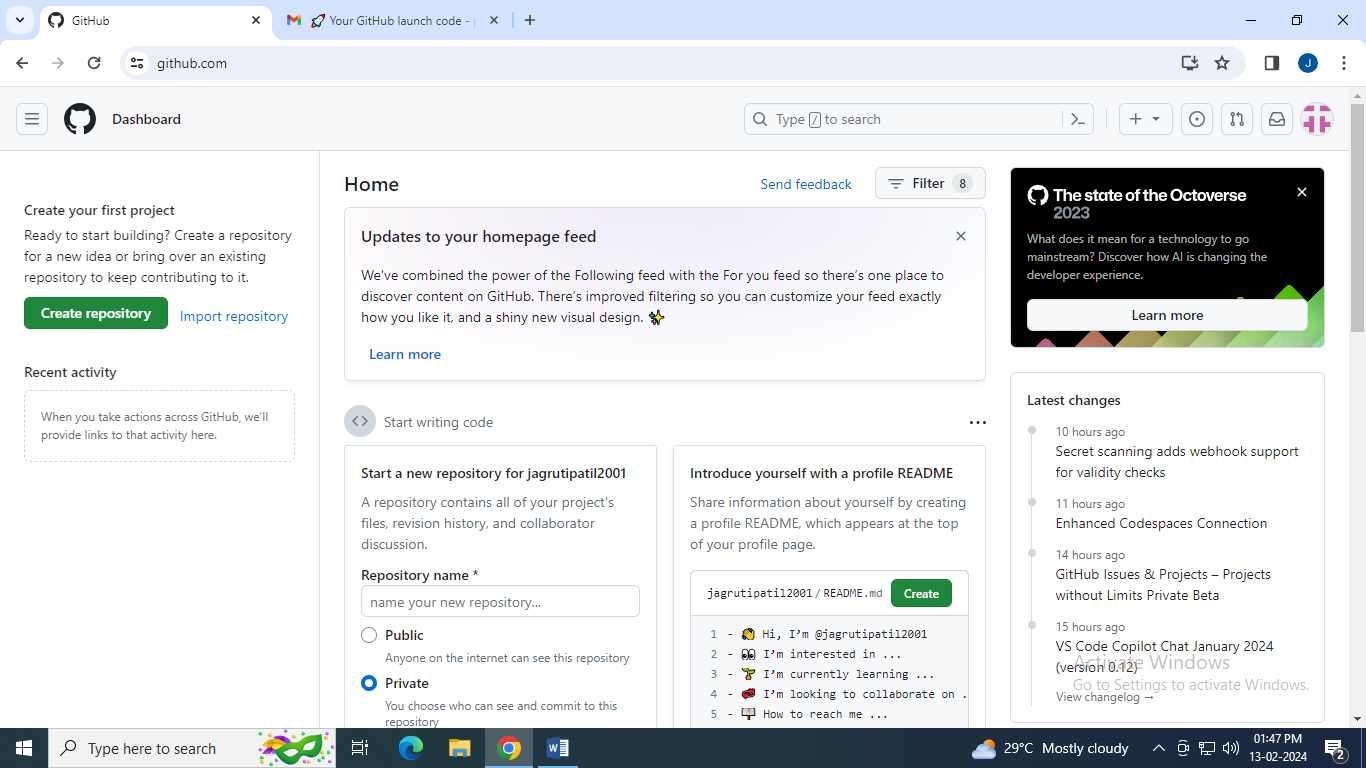 GitHub
Your GitHub launch code -
github.com
Dashboard
Type / to search
Create your first project
Ready to start building? Create a repository
for a new idea or bring over an existing
repository to keep contributing to it.
Create repository
Import repository
Recent activity
When you take actions across GitHub, we'll
provide links to that activity here.
Home
Send feedback
Filter 8
Updates to your homepage feed
We've combined the power of the Following feed with the For you feed so there's one place to
discover content on GitHub. There's improved filtering so you can customize your feed exactly
how you like it, and a shiny new visual design. ✨
Learn more
Start writing code
Start a new repository for jagrutipatil2001
A repository contains all of your project's
files, revision history, and collaborator
discussion.
Repository name *
name your new repository...
Public
Anyone on the internet can see this repository
Private
You choose who can see and commit to this
repository
Introduce yourself with a profile README
Share information about yourself by creating
a profile README, which appears at the top
of your profile page.
jagrutipatil2001 / README.md
Create
1 - 👋 Hi, I'm @jagrutipatil2001
2 - 👀 I'm interested in ...
3 - 🌱 I'm currently learning ...
4 - 💞️ I'm looking to collaborate on .
5 - 📫 How to reach me ...
The state of the Octoverse
2023
What does it mean for a technology to go
mainstream? Discover how AI is changing the
developer experience.
Learn more
Latest changes
10 hours ago
Secret scanning adds webhook support
for validity checks
11 hours ago
Enhanced Codespaces Connection
14 hours ago
GitHub Issues & Projects – Projects
without Limits Private Beta
15 hours ago
VS Code Copilot Chat January 2024
(version 0.12)
View changelog →
Activate Windows
Go to Settings to activate Windows.
Type here to search
29°C Mostly cloudy
01:47 PM
13-02-2024
2
J
W